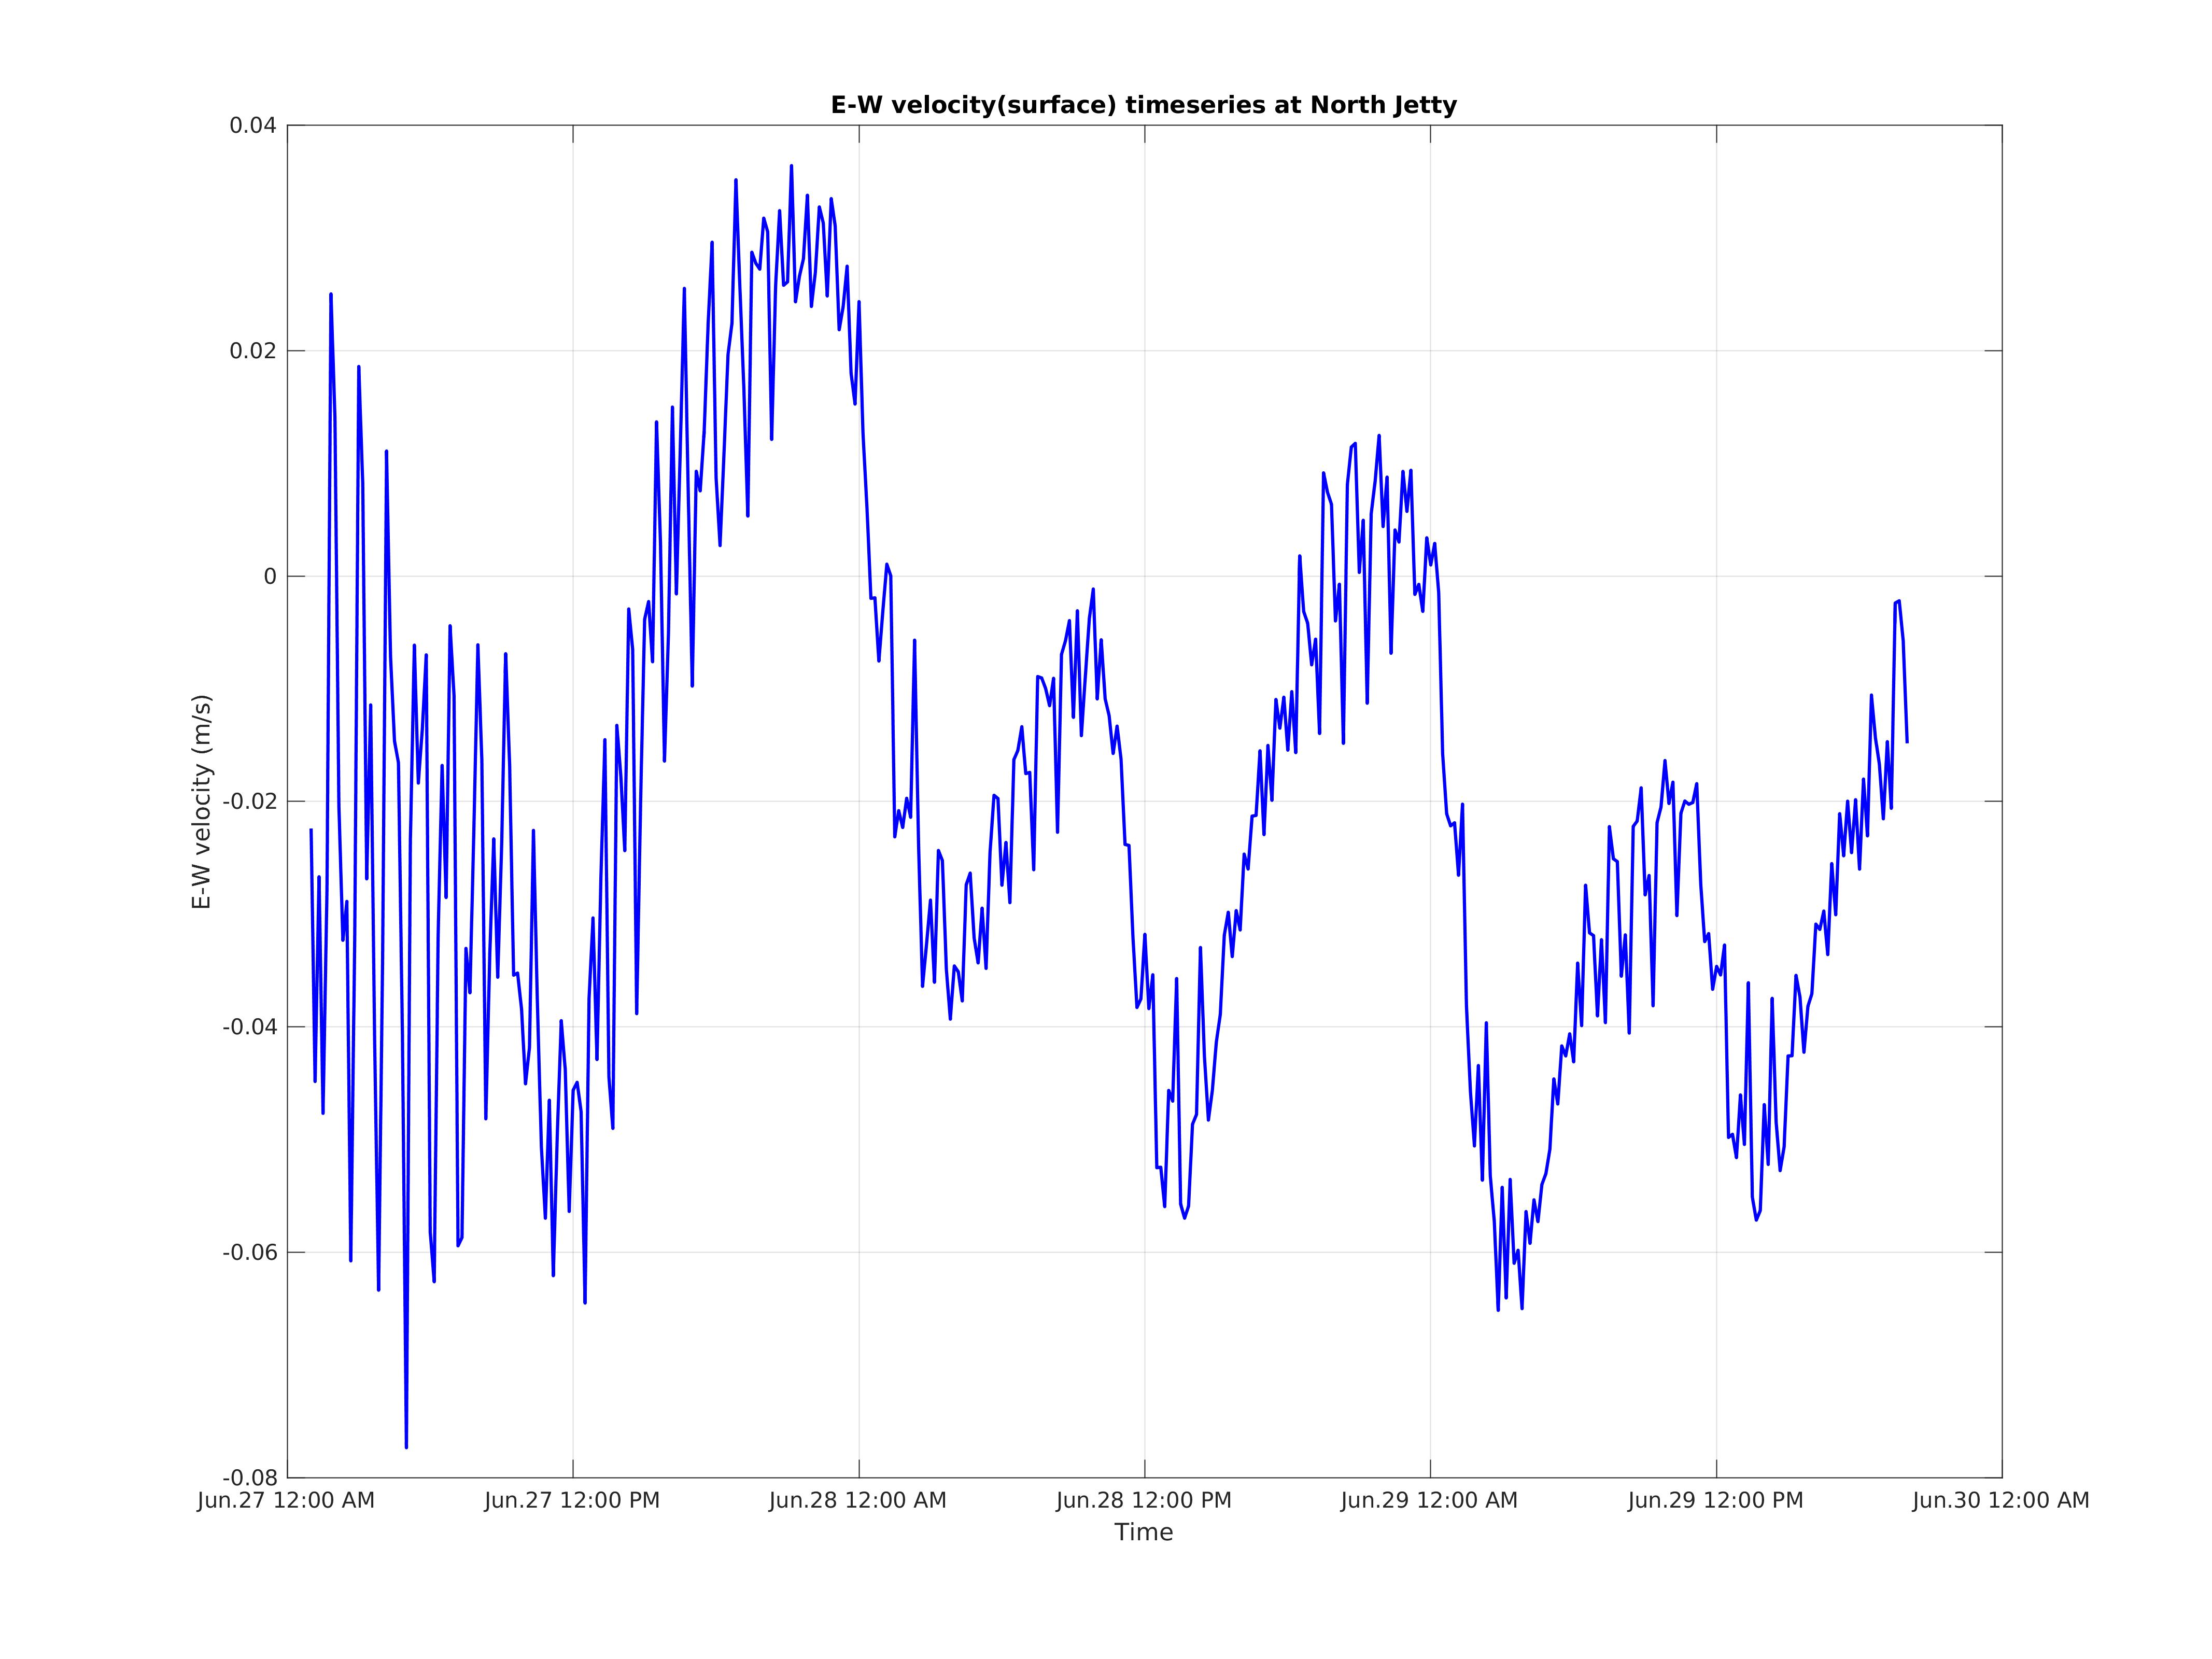 E-W velocity(surface) timeseries at North Jetty
0.04
0.02
0
-0.02
-0.04
-0.06
-0.08
E-W velocity (m/s)
Jun.27 12:00 AM
Jun.27 12:00 PM
Jun.28 12:00 AM
Jun.28 12:00 PM
Jun.29 12:00 AM
Jun.29 12:00 PM
Jun.30 12:00 AM
Time